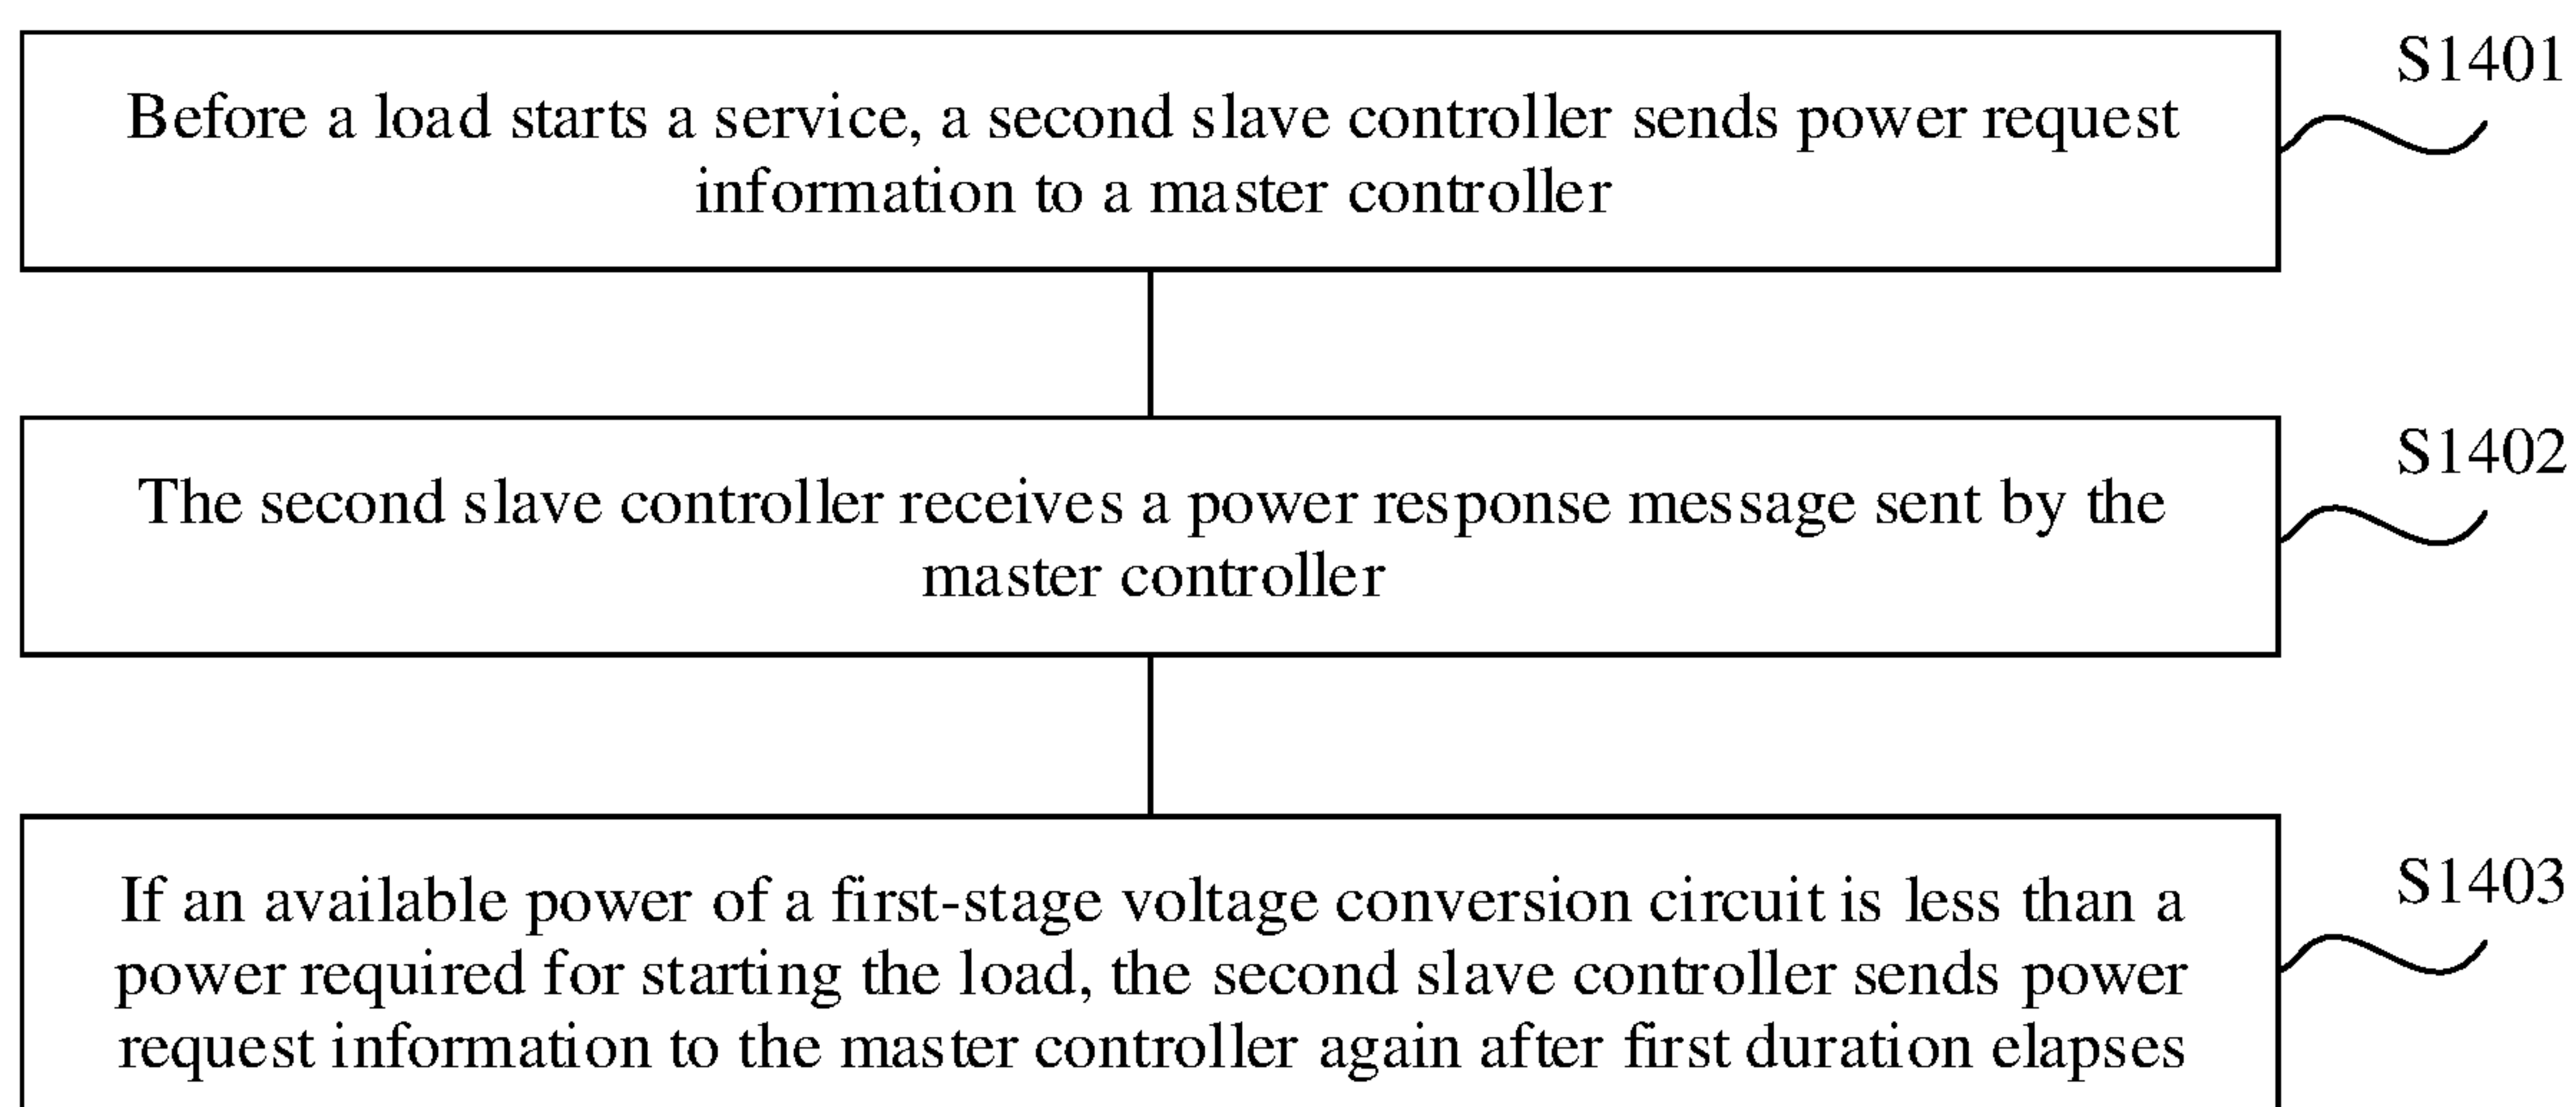 S1401
Before a load starts a service, a second slave controller sends power request
information to a master controller
S1402
The second slave controller receives a power response message sent by the
master controller
S1403
If an available power of a first-stage voltage conversion circuit is less than a
power required for starting the load, the second slave controller sends power
request information to the master controller again after first duration elapses